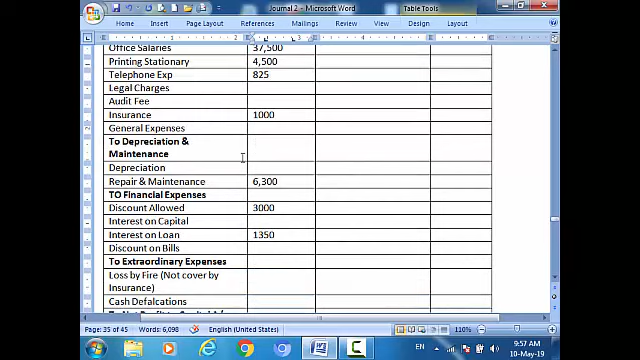 Journal 2 - Microsoft Word
Table Tools
Home
Insert
Page Layout
References
Mailings
Review
View
Design
Layout
Office Salaries 37,500
Printing Stationary 4,500
Telephone Exp 825
Legal Charges
Audit Fee
Insurance 1000
General Expenses
To Depreciation &
Maintenance
Depreciation
Repair & Maintenance 6,300
TO Financial Expenses
Discount Allowed 3000
Interest on Capital
Interest on Loan 1350
Discount on Bills
To Extraordinary Expenses
Loss by Fire (Not cover by
Insurance)
Cash Defalcations
Page: 35 of 45
Words: 6,098
English (United States)
110%
EN
9:57 AM
10-May-19